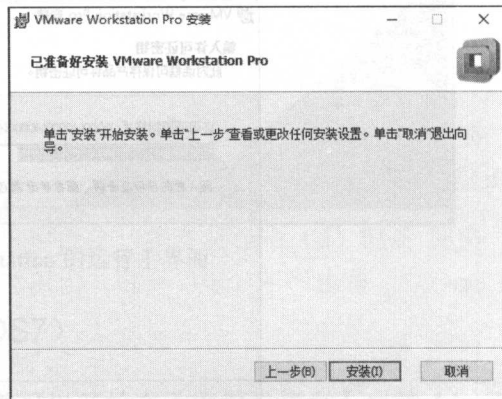 VMware Workstation Pro 安装
已准备好安装 VMware Workstation Pro
单击“安装”开始安装。单击“上一步”查看或更改任何安装设置。单击“取消”退出向
导。
上一步(B)
安装(I)
取消